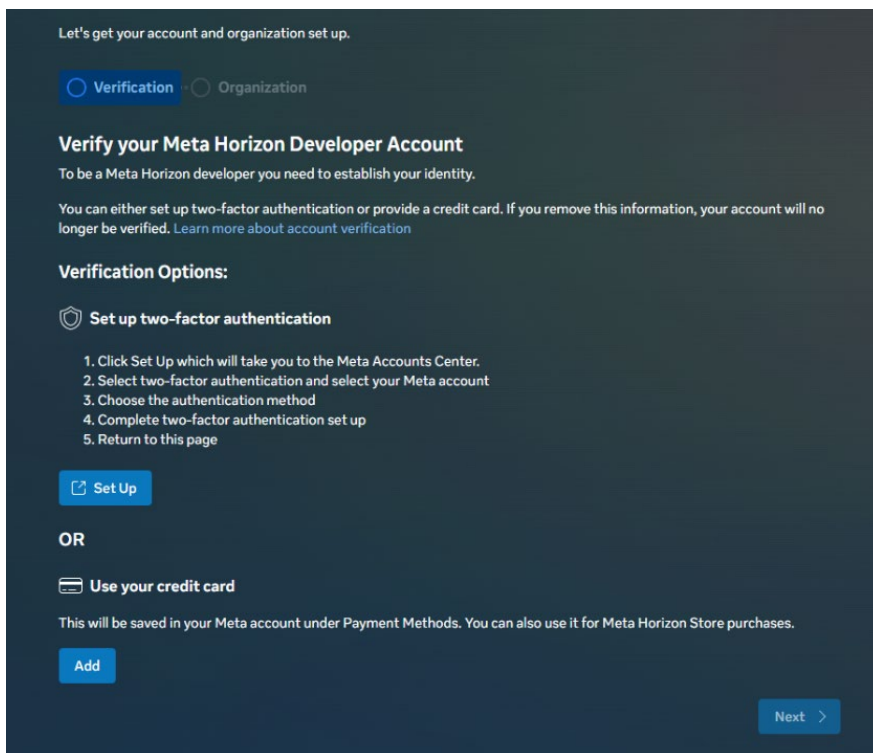 Let's get your account and organization set up.
Verification
Organization
Verify your Meta Horizon Developer Account
To be a Meta Horizon developer you need to establish your identity.
You can either set up two-factor authentication or provide a credit card. If you remove this information, your account will no
longer be verified. Learn more about account verification
Verification Options:
Set up two-factor authentication
1. Click Set Up which will take you to the Meta Accounts Center.
2. Select two-factor authentication and select your Meta account
3. Choose the authentication method
4. Complete two-factor authentication set up
5. Return to this page
Set Up
OR
Use your credit card
This will be saved in your Meta account under Payment Methods. You can also use it for Meta Horizon Store purchases.
Add
Next